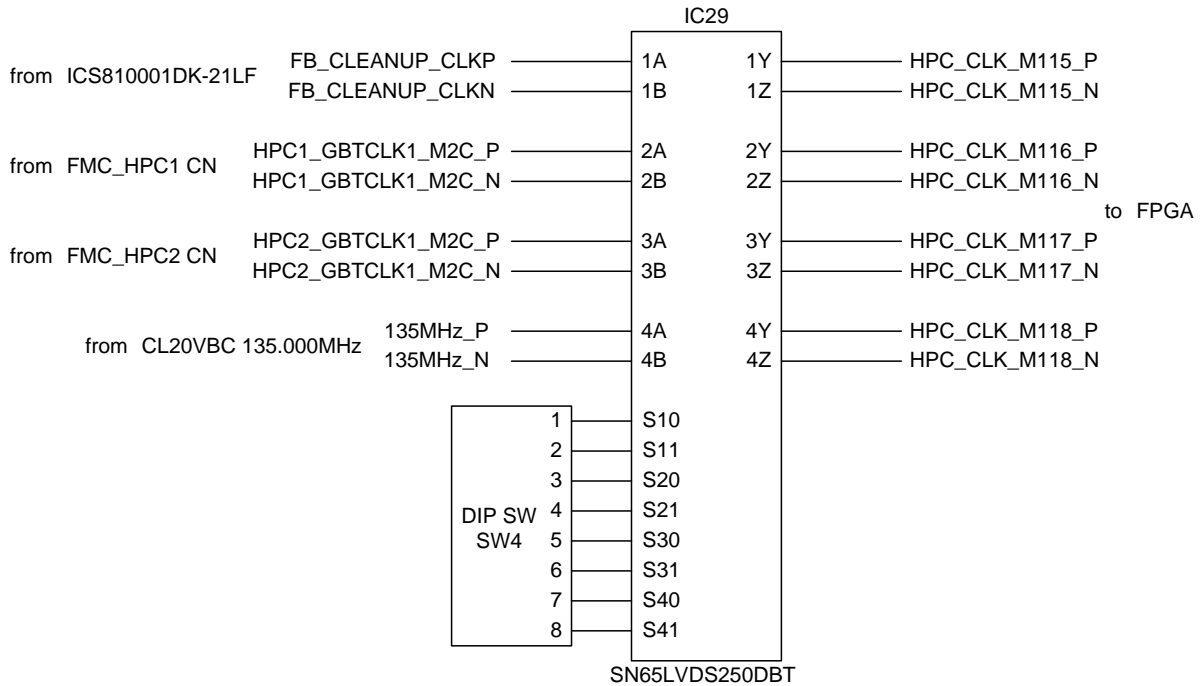 IC29
from ICS810001DK-21LF FB_CLEANUP_CLKP 1A 1Y HPC_CLK_M115_P
FB_CLEANUP_CLKN 1B 1Z HPC_CLK_M115_N
from FMC_HPC1 CN HPC1_GBTCLK1_M2C_P 2A 2Y HPC_CLK_M116_P
HPC1_GBTCLK1_M2C_N 2B 2Z HPC_CLK_M116_N
to FPGA
from FMC_HPC2 CN HPC2_GBTCLK1_M2C_P 3A 3Y HPC_CLK_M117_P
HPC2_GBTCLK1_M2C_N 3B 3Z HPC_CLK_M117_N
from CL20VBC 135.000MHz 135MHz_P 4A 4Y HPC_CLK_M118_P
135MHz_N 4B 4Z HPC_CLK_M118_N
1 S10
2 S11
3 S20
DIP SW 4 S21
SW4 5 S30
6 S31
7 S40
8 S41
SN65LVDS250DBT